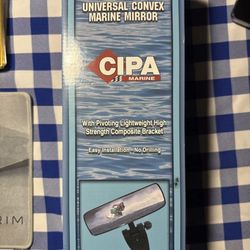 UNIVERSAL CONVEX
MARINE MIRROR
CIPA
MARINE
With Pivoting Lightweight High
Strength Composite Bracket
Easy Installation - No Drilling
RIM